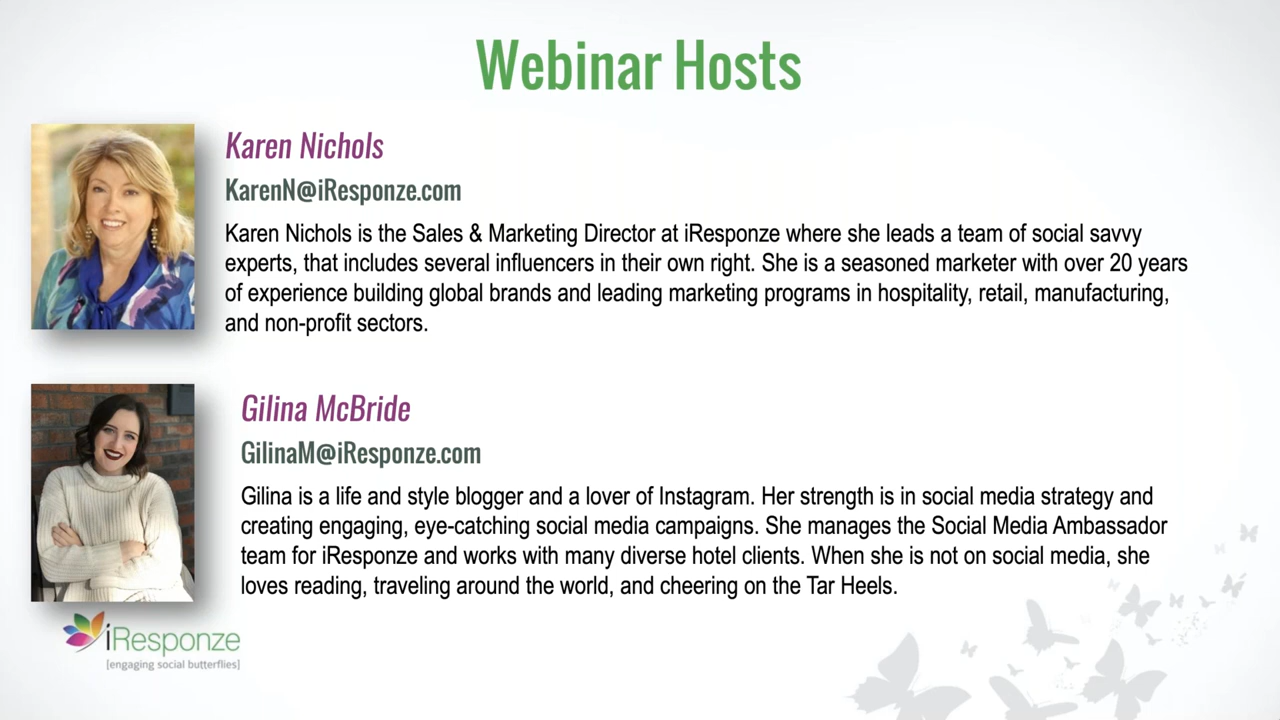 Webinar Hosts
Karen Nichols
KarenN@iResponze.com
Karen Nichols is the Sales & Marketing Director at iResponze where she leads a team of social savvy
experts, that includes several influencers in their own right. She is a seasoned marketer with over 20 years
of experience building global brands and leading marketing programs in hospitality, retail, manufacturing,
and non-profit sectors.
Gilina McBride
GilinaM@iResponze.com
Gilina is a life and style blogger and a lover of Instagram. Her strength is in social media strategy and
creating engaging, eye-catching social media campaigns. She manages the Social Media Ambassador
team for iResponze and works with many diverse hotel clients. When she is not on social media, she
loves reading, traveling around the world, and cheering on the Tar Heels.
iResponze
[engaging social butterflies]